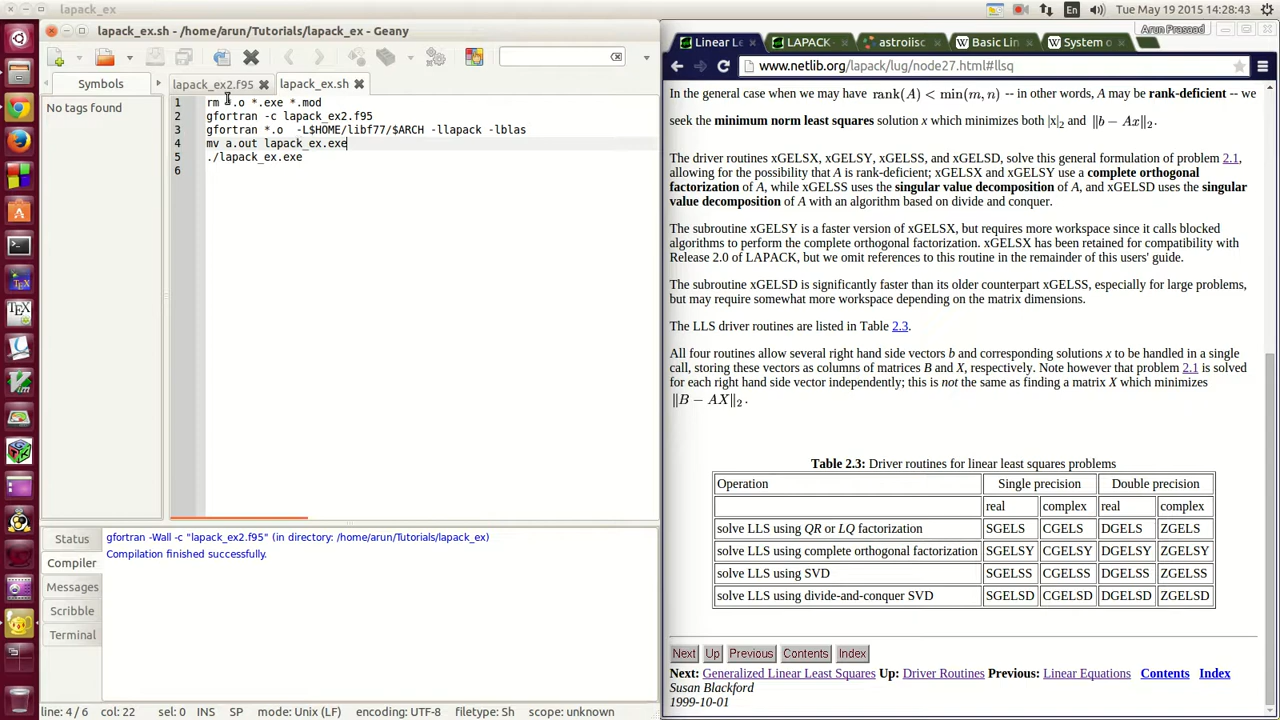 lapack_ex
En
Tue May 19 2015 14:28:43
lapack_ex.sh - /home/arun/Tutorials/lapack_ex - Geany
Arun Prasaad
Linear Le
LAPACK
astroiisc
Basic Lin
System o
www.netlib.org/lapack/lug/node27.html#llsq
Symbols
lapack_ex2.f95
lapack_ex.sh
No tags found
1 rm *.o *.exe *.mod
2 gfortran -c lapack_ex2.f95
3 gfortran *.o -L$HOME/libf77/$ARCH -llapack -lblas
4 mv a.out lapack_ex.exe
5 ./lapack_ex.exe
6
Status
Compiler
Messages
Scribble
Terminal
gfortran -Wall -c "lapack_ex2.f95" (in directory: /home/arun/Tutorials/lapack_ex)
Compilation finished successfully.
line: 4 / 6 col: 22 sel: 0 INS SP mode: Unix (LF) encoding: UTF-8 filetype: Sh scope: unknown
In the general case when we may have rank(A) < min(m, n) -- in other words, A may be rank-deficient -- we
seek the minimum norm least squares solution x which minimizes both |x|2 and ||b − Ax||2.
The driver routines xGELSX, xGELSY, xGELSS, and xGELSD, solve this general formulation of problem 2.1,
allowing for the possibility that A is rank-deficient; xGELSX and xGELSY use a complete orthogonal
factorization of A, while xGELSS uses the singular value decomposition of A, and xGELSD uses the singular
value decomposition of A with an algorithm based on divide and conquer.
The subroutine xGELSY is a faster version of xGELSX, but requires more workspace since it calls blocked
algorithms to perform the complete orthogonal factorization. xGELSX has been retained for compatibility with
Release 2.0 of LAPACK, but we omit references to this routine in the remainder of this users' guide.
The subroutine xGELSD is significantly faster than its older counterpart xGELSS, especially for large problems,
but may require somewhat more workspace depending on the matrix dimensions.
The LLS driver routines are listed in Table 2.3.
All four routines allow several right hand side vectors b and corresponding solutions x to be handled in a single
call, storing these vectors as columns of matrices B and X, respectively. Note however that problem 2.1 is solved
for each right hand side vector independently; this is not the same as finding a matrix X which minimizes
||B − AX||2.
Table 2.3: Driver routines for linear least squares problems
Operation Single precision Double precision
real complex real complex
solve LLS using QR or LQ factorization SGELS CGELS DGELS ZGELS
solve LLS using complete orthogonal factorization SGELSY CGELSY DGELSY ZGELSY
solve LLS using SVD SGELSS CGELSS DGELSS ZGELSS
solve LLS using divide-and-conquer SVD SGELSD CGELSD DGELSD ZGELSD
Next Up Previous Contents Index
Next: Generalized Linear Least Squares Up: Driver Routines Previous: Linear Equations Contents Index
Susan Blackford
1999-10-01